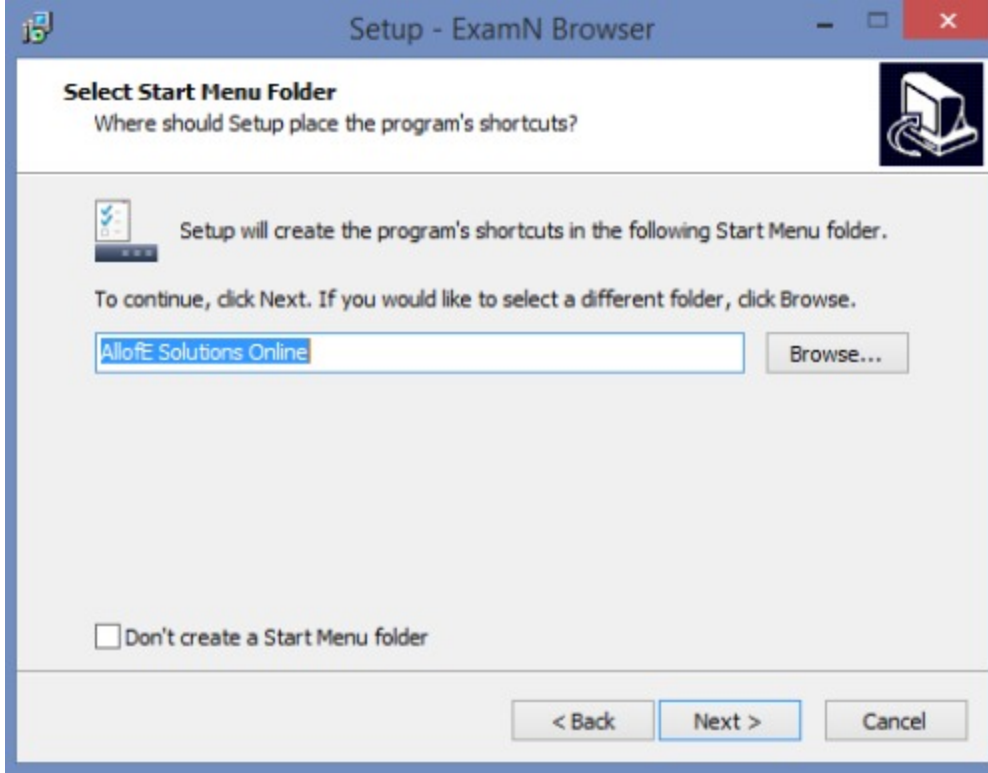 Setup - ExamN Browser
Select Start Menu Folder
Where should Setup place the program's shortcuts?
Setup will create the program's shortcuts in the following Start Menu folder.
To continue, click Next. If you would like to select a different folder, click Browse.
AllofE Solutions Online
Browse...
Don't create a Start Menu folder
< Back
Next >
Cancel